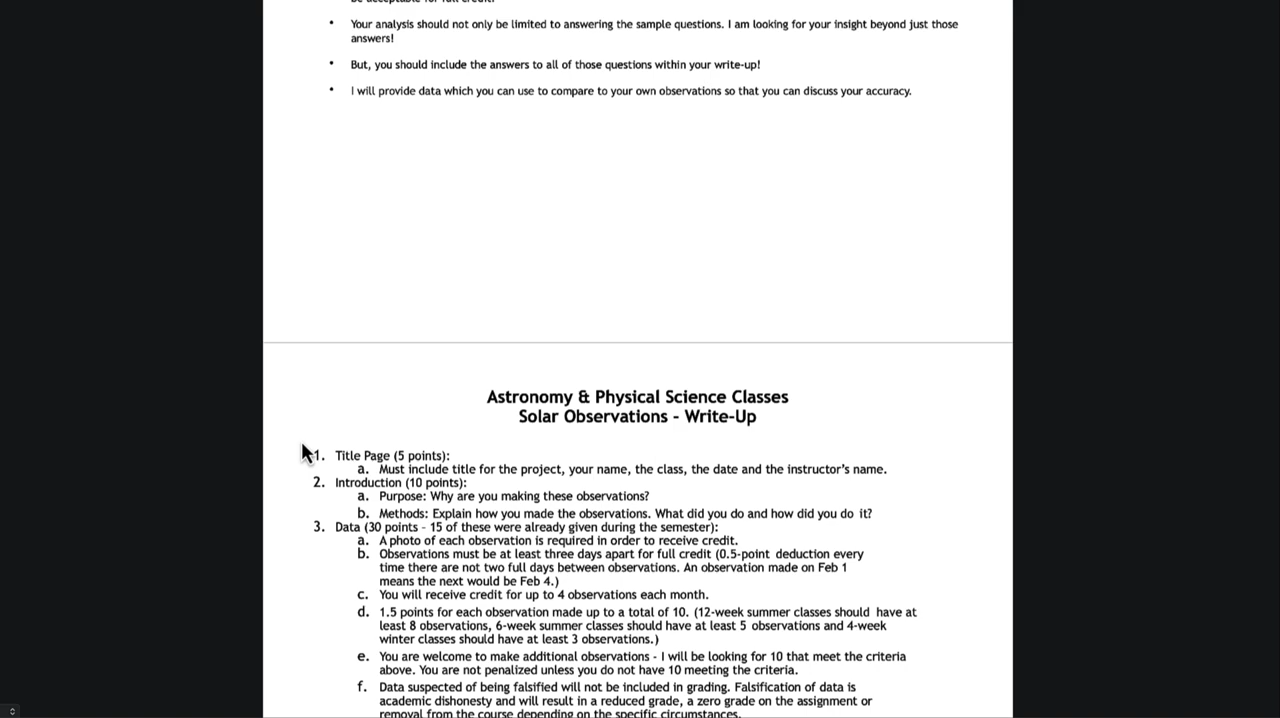 be acceptable for full credit.
• Your analysis should not only be limited to answering the sample questions. I am looking for your insight beyond just those
answers!
• But, you should include the answers to all of those questions within your write-up!
• I will provide data which you can use to compare to your own observations so that you can discuss your accuracy.
Astronomy & Physical Science Classes
Solar Observations - Write-Up
1. Title Page (5 points):
a. Must include title for the project, your name, the class, the date and the instructor's name.
2. Introduction (10 points):
a. Purpose: Why are you making these observations?
b. Methods: Explain how you made the observations. What did you do and how did you do it?
3. Data (30 points - 15 of these were already given during the semester):
a. A photo of each observation is required in order to receive credit.
b. Observations must be at least three days apart for full credit (0.5-point deduction every
time there are not two full days between observations. An observation made on Feb 1
means the next would be Feb 4.)
c. You will receive credit for up to 4 observations each month.
d. 1.5 points for each observation made up to a total of 10. (12-week summer classes should have at
least 8 observations, 6-week summer classes should have at least 5 observations and 4-week
winter classes should have at least 3 observations.)
e. You are welcome to make additional observations - I will be looking for 10 that meet the criteria
above. You are not penalized unless you do not have 10 meeting the criteria.
f. Data suspected of being falsified will not be included in grading. Falsification of data is
academic dishonesty and will result in a reduced grade, a zero grade on the assignment or
removal from the course depending on the specific circumstances.